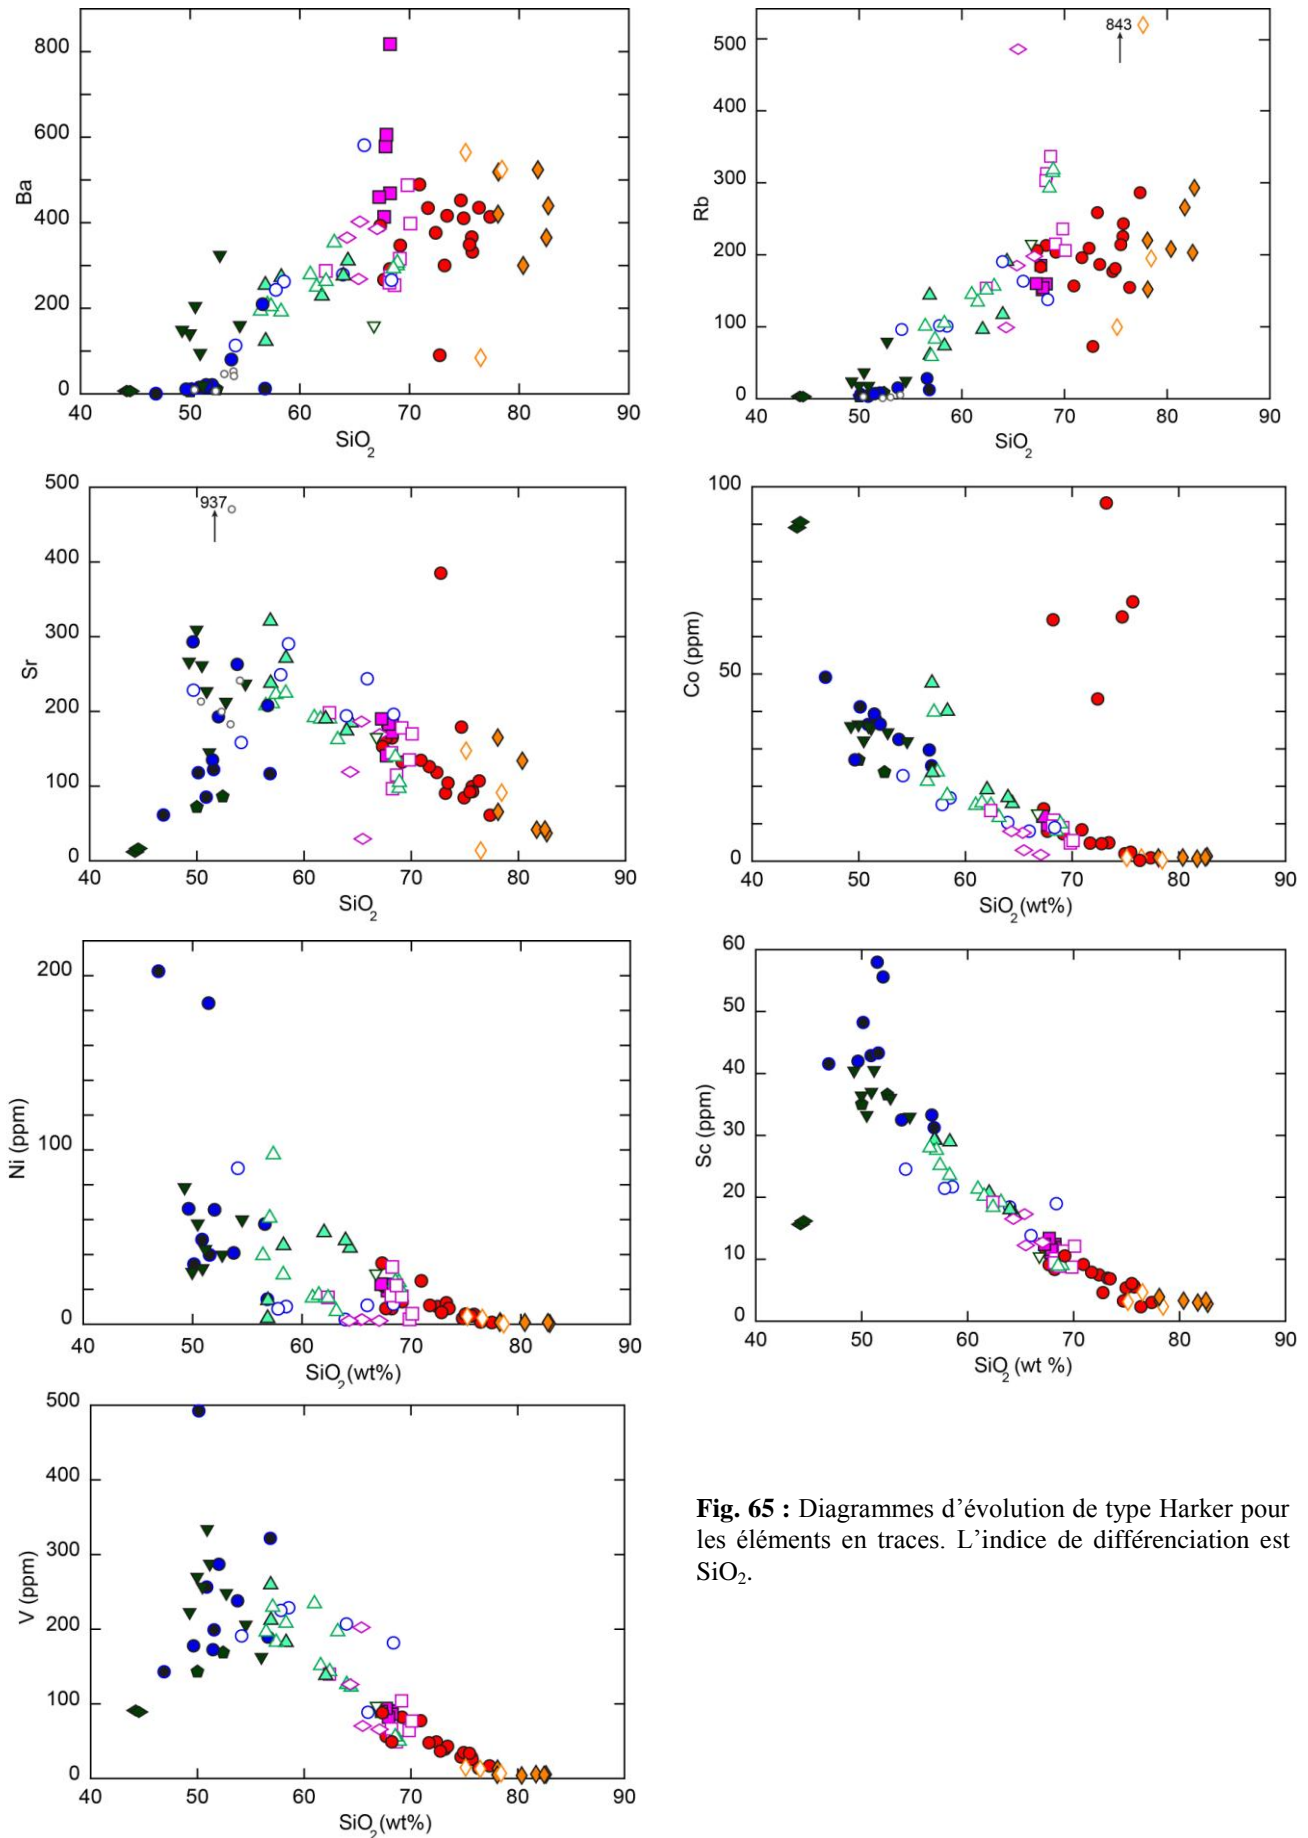 800
600
400
200
0
Ba
40 50 60 70 80 90
SiO2
843
500
400
300
200
100
0
Rb
40 50 60 70 80 90
SiO2
937
500
400
300
200
100
0
Sr
40 50 60 70 80 90
SiO2
100
50
0
Co (ppm)
40 50 60 70 80 90
SiO2 (wt%)
200
100
0
Ni (ppm)
40 50 60 70 80 90
SiO2 (wt%)
60
50
40
30
20
10
0
Sc (ppm)
40 50 60 70 80 90
SiO2 (wt %)
500
400
300
200
100
0
V (ppm)
40 50 60 70 80 90
SiO2 (wt%)
Fig. 65 : Diagrammes d’évolution de type Harker pour
les éléments en traces. L’indice de différenciation est
SiO2.